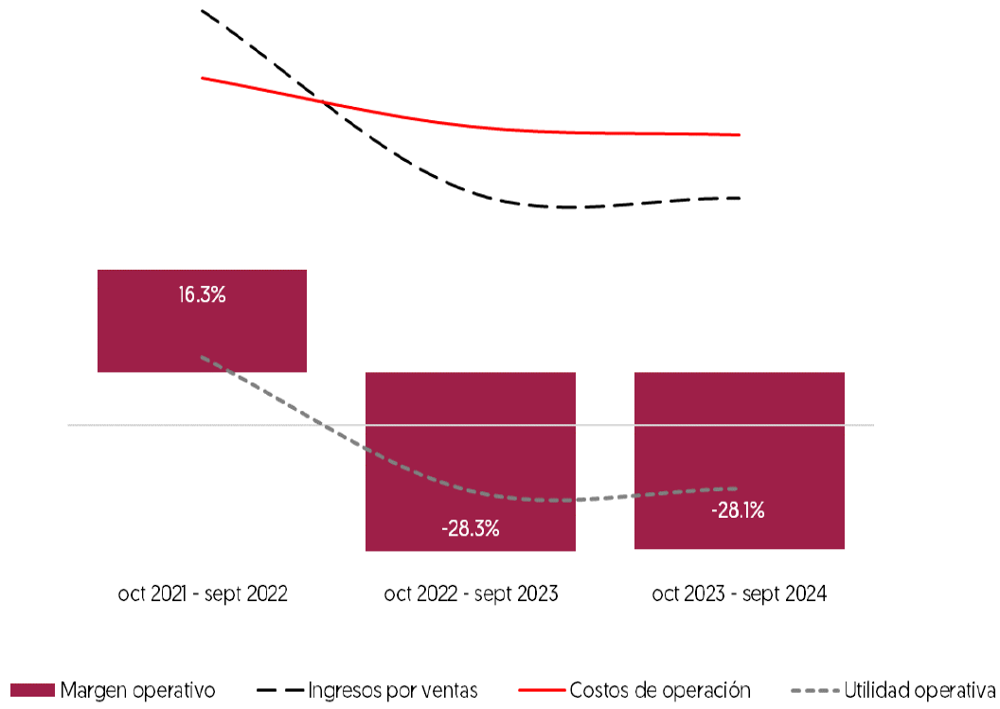 16.3%
-28.3%
-28.1%
oct 2021 - sept 2022
oct 2022 - sept 2023
oct 2023 - sept 2024
Margen operativo
Ingresos por ventas
Costos de operación
Utilidad operativa